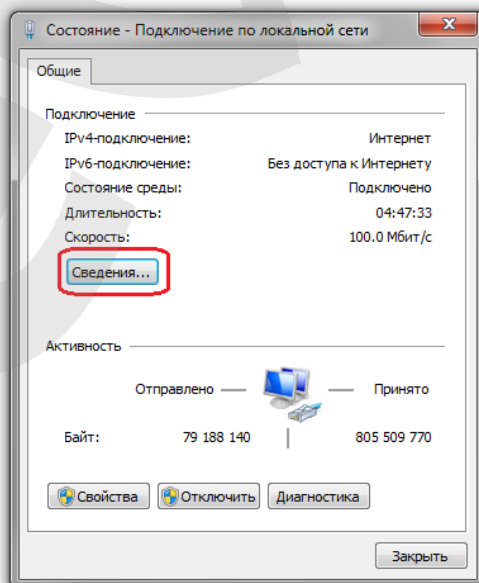 Состояние - Подключение по локальной сети
Общие
Подключение
IPv4-подключение: Интернет
IPv6-подключение: Без доступа к Интернету
Состояние среды: Подключено
Длительность: 04:47:33
Скорость: 100.0 Мбит/с
Сведения...
Активность
Отправлено Принято
Байт: 79 188 140 805 509 770
Свойства Отключить Диагностика
Закрыть